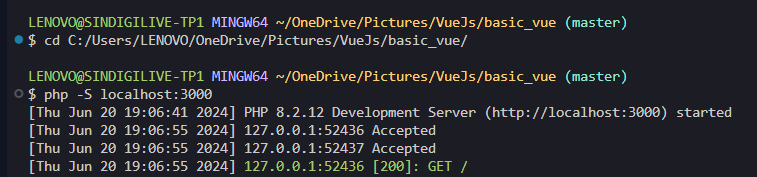 LENOVO@SINDIGILIVE-TP1 MINGW64 ~/OneDrive/Pictures/VueJs/basic_vue (master)
$ cd C:/Users/LENOVO/OneDrive/Pictures/VueJs/basic_vue/
LENOVO@SINDIGILIVE-TP1 MINGW64 ~/OneDrive/Pictures/VueJs/basic_vue (master)
$ php -S localhost:3000
[Thu Jun 20 19:06:41 2024] PHP 8.2.12 Development Server (http://localhost:3000) started
[Thu Jun 20 19:06:55 2024] 127.0.0.1:52436 Accepted
[Thu Jun 20 19:06:55 2024] 127.0.0.1:52437 Accepted
[Thu Jun 20 19:06:55 2024] 127.0.0.1:52436 [200]: GET /